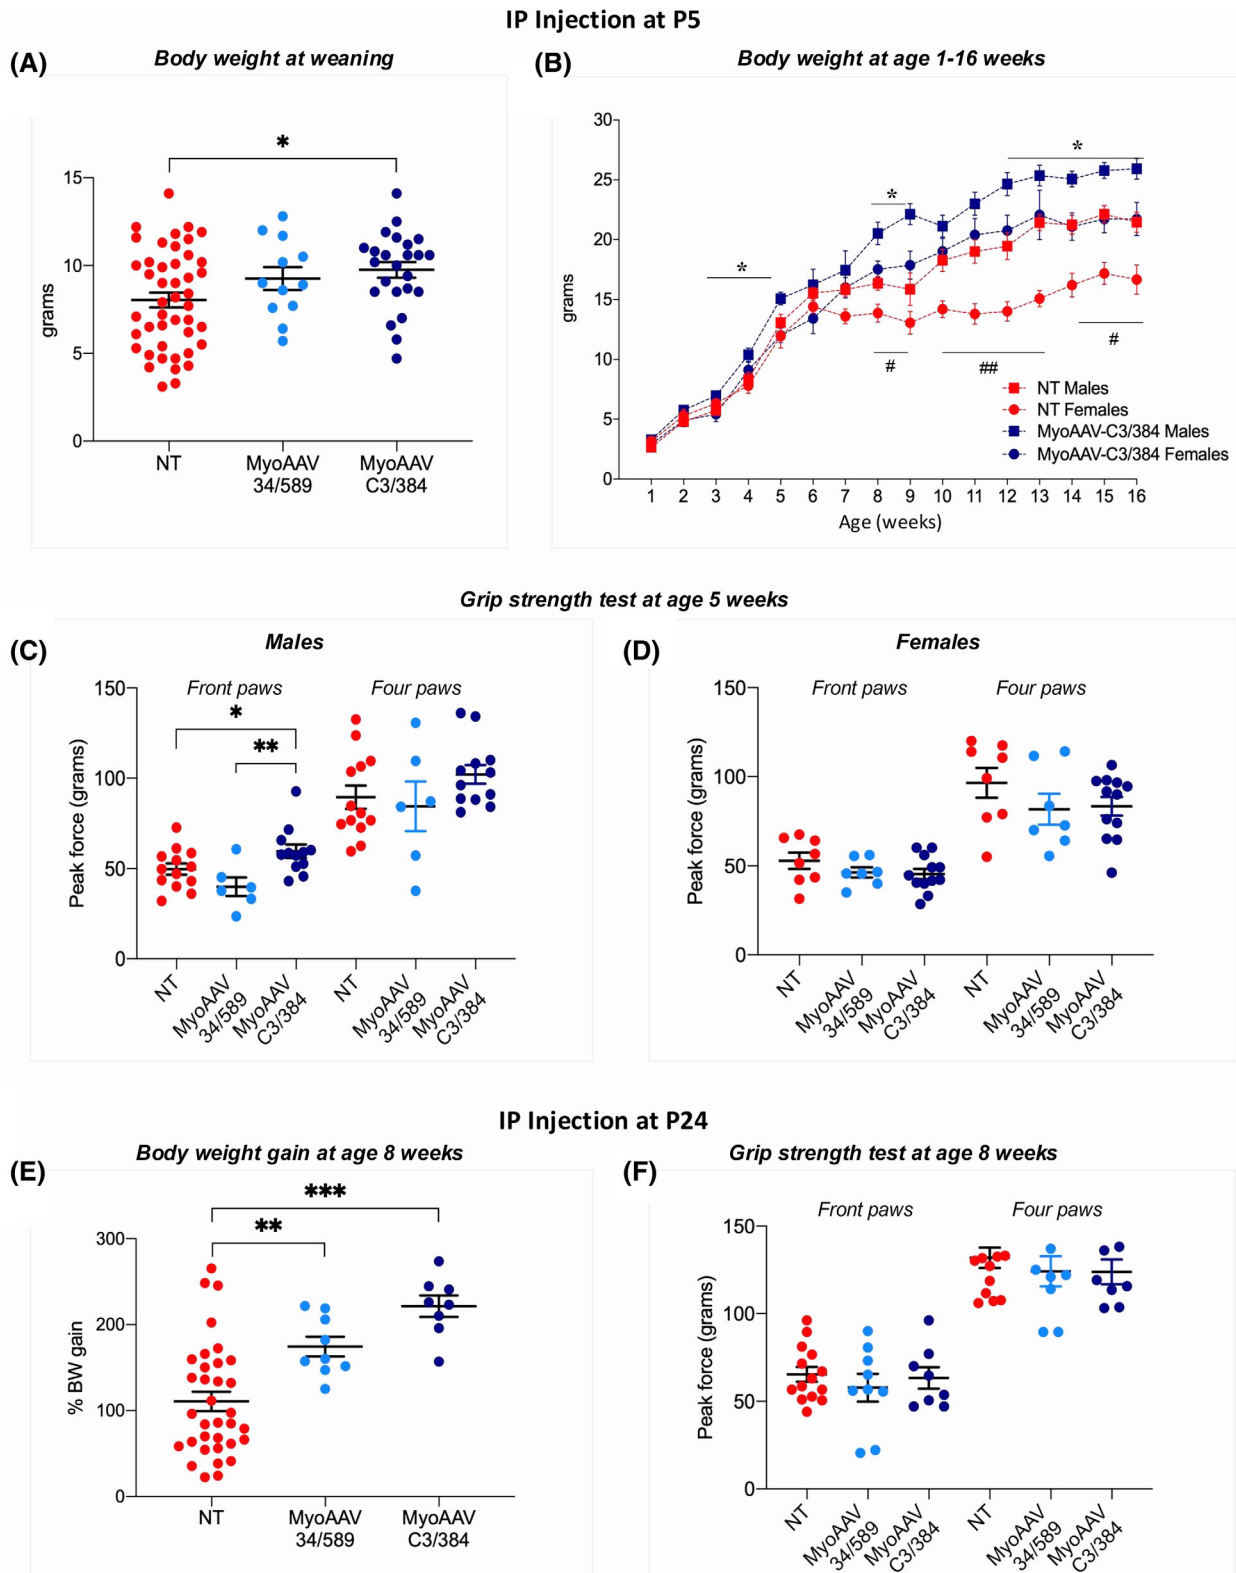 IP Injection at P5
(A)
Body weight at weaning
*
grams
15
10
5
0
NT
MyoAAV
34/589
MyoAAV
C3/384
(B)
Body weight at age 1-16 weeks
grams
30
25
20
15
10
5
0
*
*
*
#
##
#
NT Males
NT Females
MyoAAV-C3/384 Males
MyoAAV-C3/384 Females
1 2 3 4 5 6 7 8 9 10 11 12 13 14 15 16
Age (weeks)
Grip strength test at age 5 weeks
(C)
Males
Front paws
Four paws
*
**
Peak force (grams)
150
100
50
0
NT
MyoAAV
34/589
MyoAAV
C3/384
NT
MyoAAV
34/589
MyoAAV
C3/384
(D)
Females
Front paws
Four paws
Peak force (grams)
150
100
50
0
NT
MyoAAV
34/589
MyoAAV
C3/384
NT
MyoAAV
34/589
MyoAAV
C3/384
IP Injection at P24
(E)
Body weight gain at age 8 weeks
***
**
% BW gain
300
200
100
0
NT
MyoAAV
34/589
MyoAAV
C3/384
(F)
Grip strength test at age 8 weeks
Front paws
Four paws
Peak force (grams)
150
100
50
0
NT
MyoAAV
34/589
MyoAAV
C3/384
NT
MyoAAV
34/589
MyoAAV
C3/384